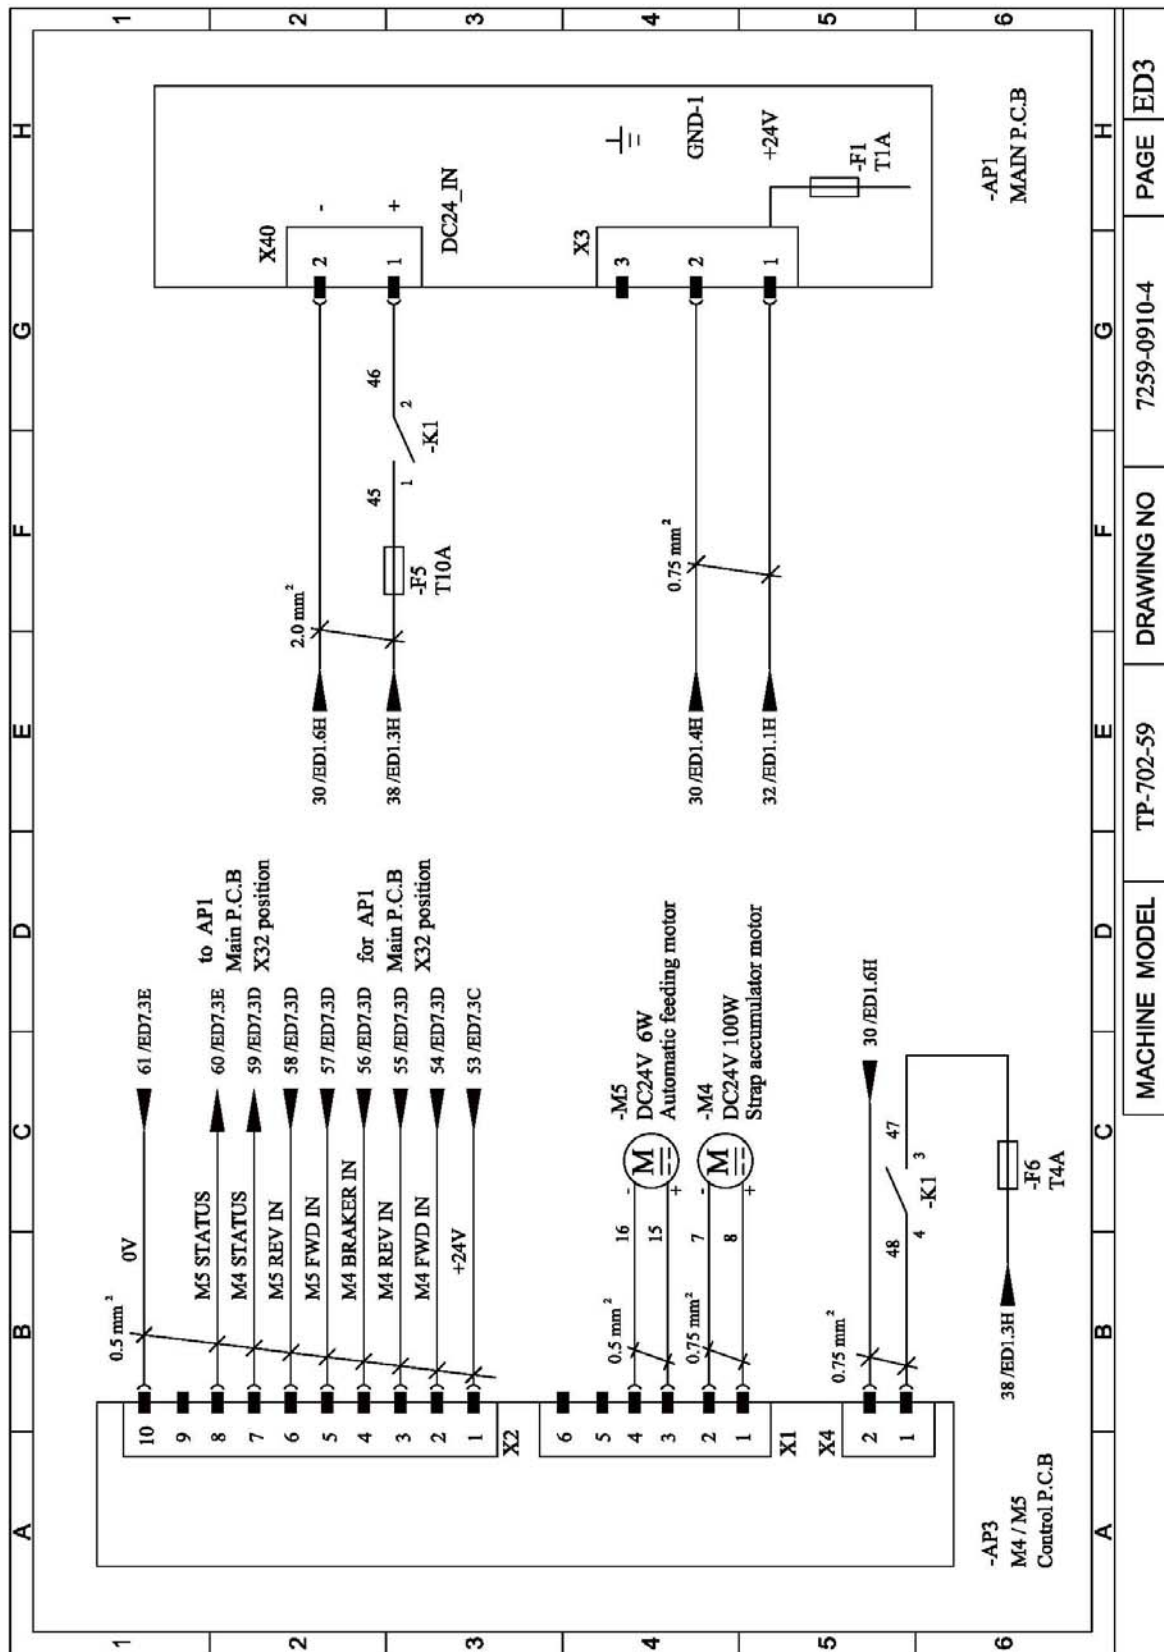 A B C D E F G H
1
2
3
4
5
6
10
9
8
7
6
5
4
3
2
1
X2
0.5 mm²
0V
M5 STATUS
M4 STATUS
M5 REV IN
M5 FWD IN
M4 BRAKER IN
M4 REV IN
M4 FWD IN
+24V
61 /ED7.3E
60 /ED7.3E
59 /ED7.3D
58 /ED7.3D
57 /ED7.3D
56 /ED7.3D
55 /ED7.3D
54 /ED7.3D
53 /ED7.3C
to AP1
Main P.C.B
X32 position
for AP1
Main P.C.B
X32 position
6
5
4
3
2
1
X1
0.5 mm²
16
15
-
M
+
-M5
DC24V 6W
Automatic feeding motor
0.75 mm²
7
8
-
M
+
-M4
DC24V 100W
Strap accumulator motor
X4
2
1
0.75 mm²
30 /ED1.6H
48
47
4
3
-K1
38 /ED1.3H
-F6
T4A
-AP3
M4 / M5
Control P.C.B
30 /ED1.6H
38 /ED1.3H
2.0 mm²
-F5
T10A
45
46
1
2
-K1
X40
2
-
1
+
DC24_IN
30 /ED1.4H
32 /ED1.1H
0.75 mm²
X3
3
2
GND-1
1
+24V
-F1
T1A
-AP1
MAIN P.C.B
1
2
3
4
5
6
A B C D E F G H
MACHINE MODEL TP-702-59 DRAWING NO 7259-0910-4 PAGE ED3